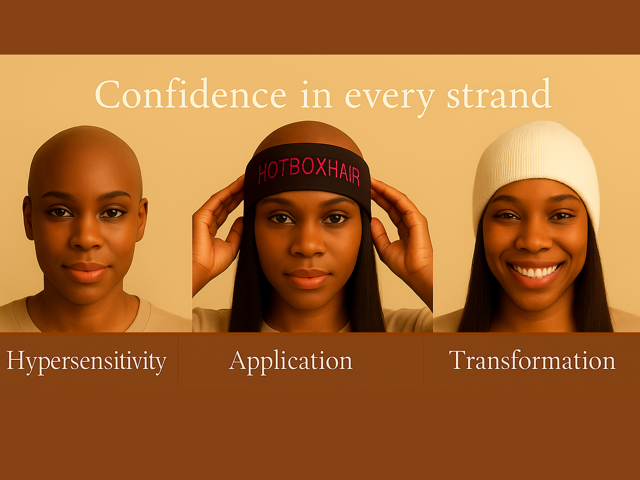 Confidence in every strand
HOTBOXHAIR
Hypersensitivity
Application
Transformation